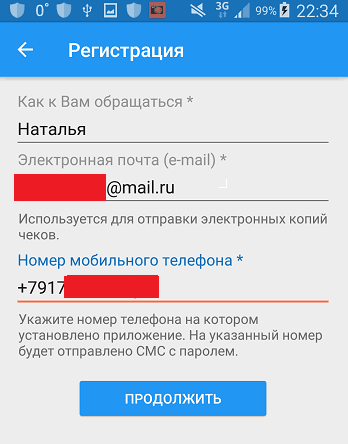 0° 3G 99% 22:34
Регистрация
Как к Вам обращаться *
Наталья
Электронная почта (e-mail) *
@mail.ru
Используется для отправки электронных копий
чеков.
Номер мобильного телефона *
+7917
Укажите номер телефона на котором
установлено приложение. На указанный номер
будет отправлено СМС с паролем.
ПРОДОЛЖИТЬ